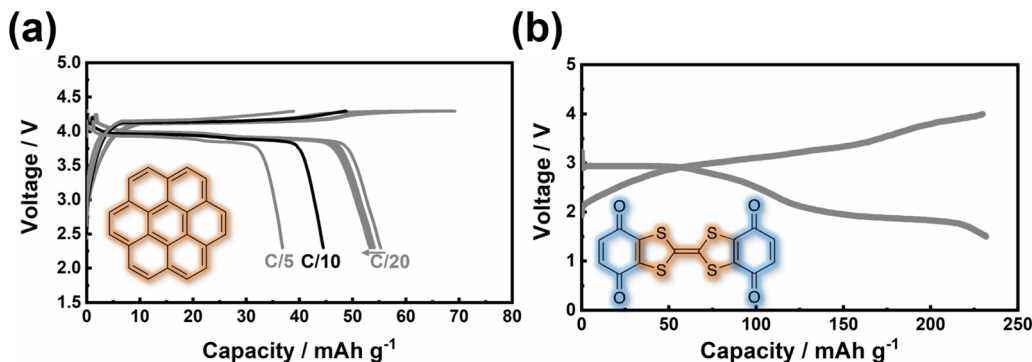 (a)
5.0
4.5
4.0
3.5
3.0
2.5
2.0
1.5
Voltage / V
C/5 C/10 C/20
0 10 20 30 40 50 60 70 80
Capacity / mAh g⁻¹
(b)
5
4
3
2
1
0
Voltage / V
O O
S S
S S
O O
0 50 100 150 200 250
Capacity / mAh g⁻¹